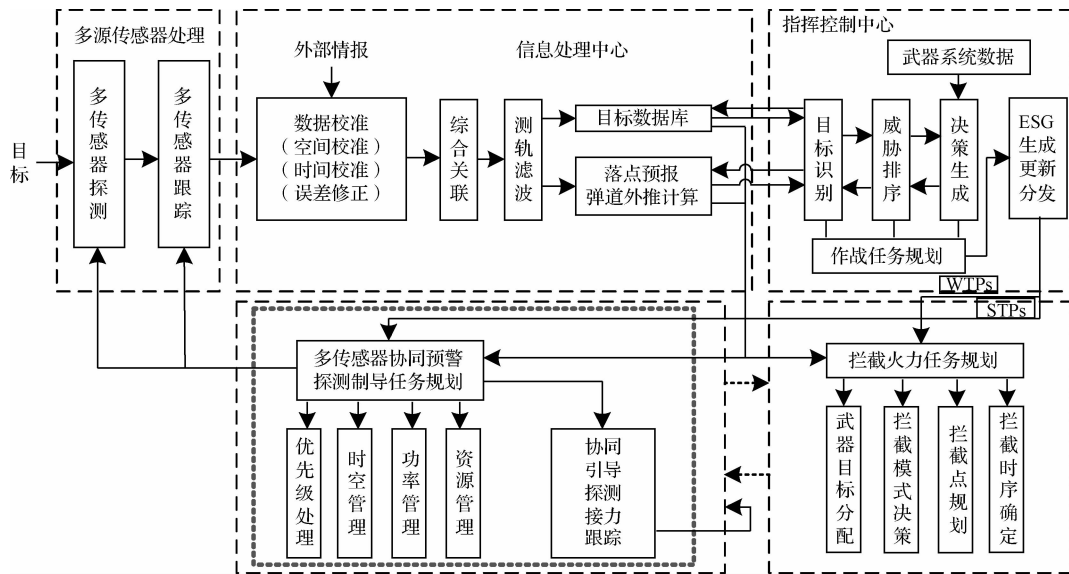 多源传感器处理
目标
多传感器探测
多传感器跟踪
信息处理中心
外部情报
数据校准
（空间校准）
（时间校准）
（误差修正）
综合关联
测轨滤波
目标数据库
落点预报
弹道外推计算
指挥控制中心
武器系统数据
目标识别
威胁排序
决策生成
ESG
生成
更新
分发
作战任务规划
WTPs
STPs
多传感器协同预警
探测制导任务规划
优先级处理
时空管理
功率管理
资源管理
协同
引导
探测
接力
跟踪
拦截火力任务规划
武器目标分配
拦截模式决策
拦截点规划
拦截时序确定